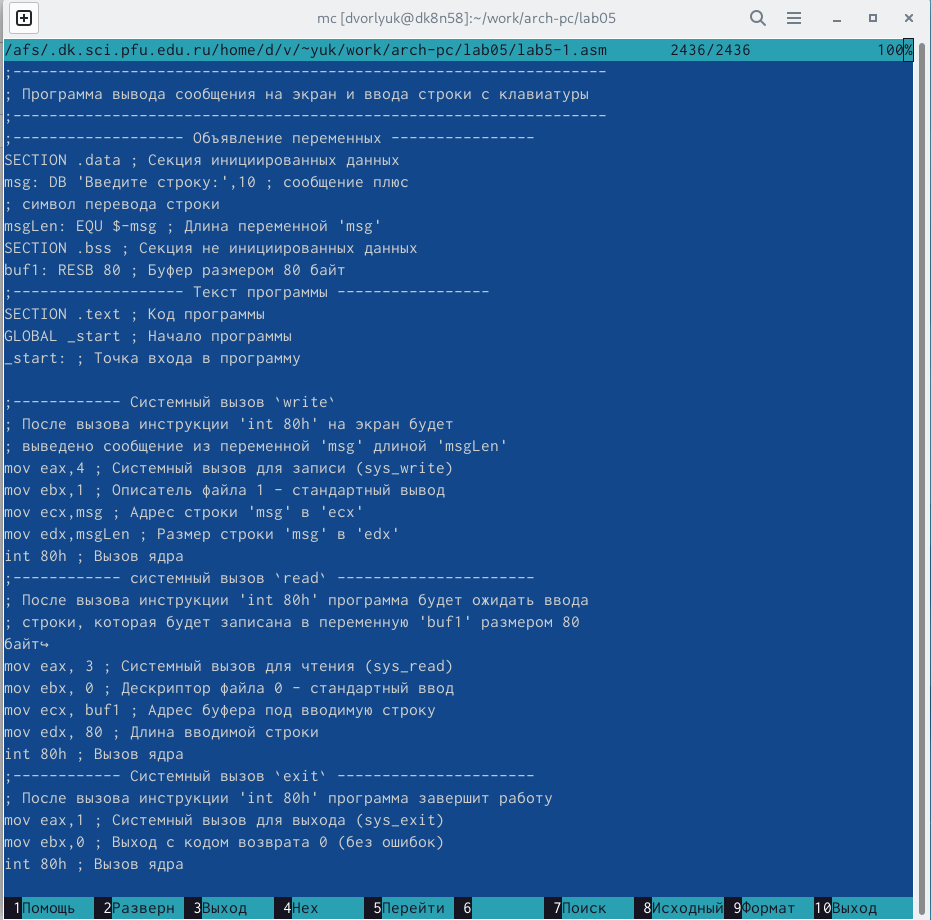 mc [dvorlyuk@dk8n58]:~/work/arch-pc/lab05
/afs/.dk.sci.pfu.edu.ru/home/d/v/~yuk/work/arch-pc/lab05/lab5-1.asm 2436/2436 100%
;------------------------------------------------------------------
; Программа вывода сообщения на экран и ввода строки с клавиатуры
;------------------------------------------------------------------
;------------------- Объявление переменных ----------------
SECTION .data ; Секция инициированных данных
msg: DB 'Введите строку:',10 ; сообщение плюс
; символ перевода строки
msgLen: EQU $-msg ; Длина переменной 'msg'
SECTION .bss ; Секция не инициированных данных
buf1: RESB 80 ; Буфер размером 80 байт
;------------------- Текст программы -----------------
SECTION .text ; Код программы
GLOBAL _start ; Начало программы
_start: ; Точка входа в программу
;------------ Системный вызов `write`
; После вызова инструкции 'int 80h' на экран будет
; выведено сообщение из переменной 'msg' длиной 'msgLen'
mov eax,4 ; Системный вызов для записи (sys_write)
mov ebx,1 ; Описатель файла 1 - стандартный вывод
mov ecx,msg ; Адрес строки 'msg' в 'ecx'
mov edx,msgLen ; Размер строки 'msg' в 'edx'
int 80h ; Вызов ядра
;------------ системный вызов `read` ----------------------
; После вызова инструкции 'int 80h' программа будет ожидать ввода
; строки, которая будет записана в переменную 'buf1' размером 80
байт↪
mov eax, 3 ; Системный вызов для чтения (sys_read)
mov ebx, 0 ; Дескриптор файла 0 - стандартный ввод
mov ecx, buf1 ; Адрес буфера под вводимую строку
mov edx, 80 ; Длина вводимой строки
int 80h ; Вызов ядра
;------------ Системный вызов `exit` ----------------------
; После вызова инструкции 'int 80h' программа завершит работу
mov eax,1 ; Системный вызов для выхода (sys_exit)
mov ebx,0 ; Выход с кодом возврата 0 (без ошибок)
int 80h ; Вызов ядра
1Помощь 2Разверн 3Выход 4Hex 5Перейти 6 7Поиск 8Исходный 9Формат 10Выход